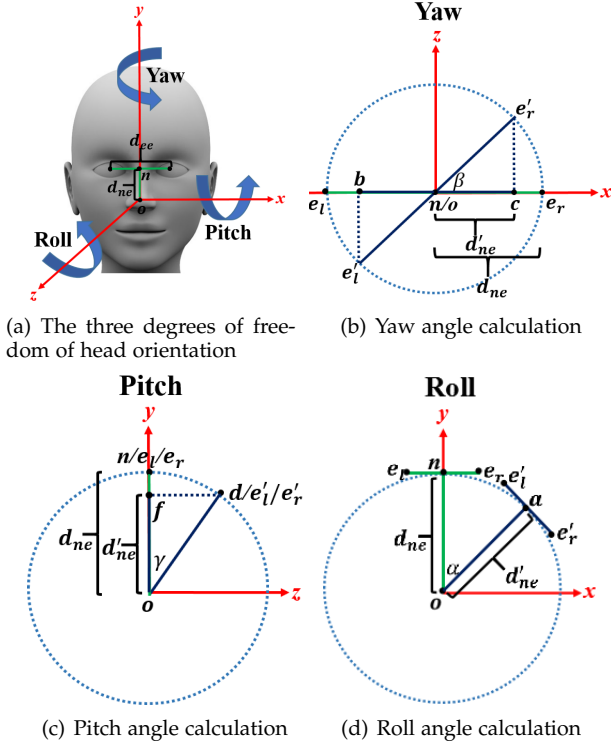 y
Yaw
d_ee
n
d_ne
o
x
Pitch
Roll
z
(a) The three degrees of free-
dom of head orientation
Yaw
z
e'_r
b
β
x
e_l
n/o
c
e_r
d'_ne
e'_l
d_ne
(b) Yaw angle calculation
Pitch
y
n/e_l/e_r
d/e'_l/e'_r
f
d_ne
d'_ne
γ
o
z
(c) Pitch angle calculation
Roll
y
e_l
n
e_r
e'_l
a
d_ne
e'_r
α
d'_ne
o
x
(d) Roll angle calculation